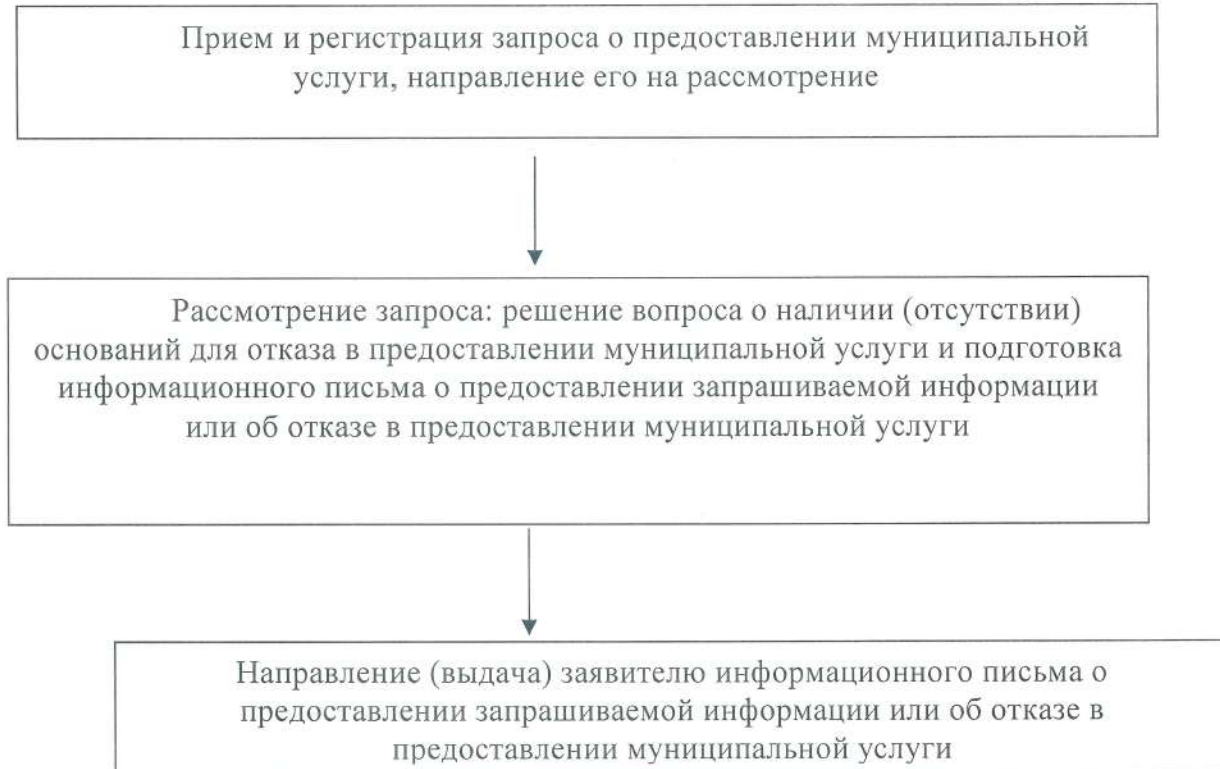 Прием и регистрация запроса о предоставлении муниципальной
услуги, направление его на рассмотрение
Рассмотрение запроса: решение вопроса о наличии (отсутствии)
оснований для отказа в предоставлении муниципальной услуги и подготовка
информационного письма о предоставлении запрашиваемой информации
или об отказе в предоставлении муниципальной услуги
Направление (выдача) заявителю информационного письма о
предоставлении запрашиваемой информации или об отказе в
предоставлении муниципальной услуги